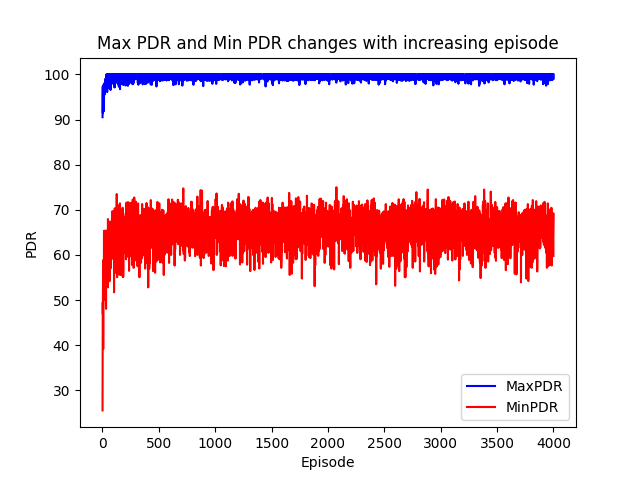 Max PDR and Min PDR changes with increasing episode
100
90
80
70
60
50
40
30
PDR
MaxPDR
MinPDR
0 500 1000 1500 2000 2500 3000 3500 4000
Episode